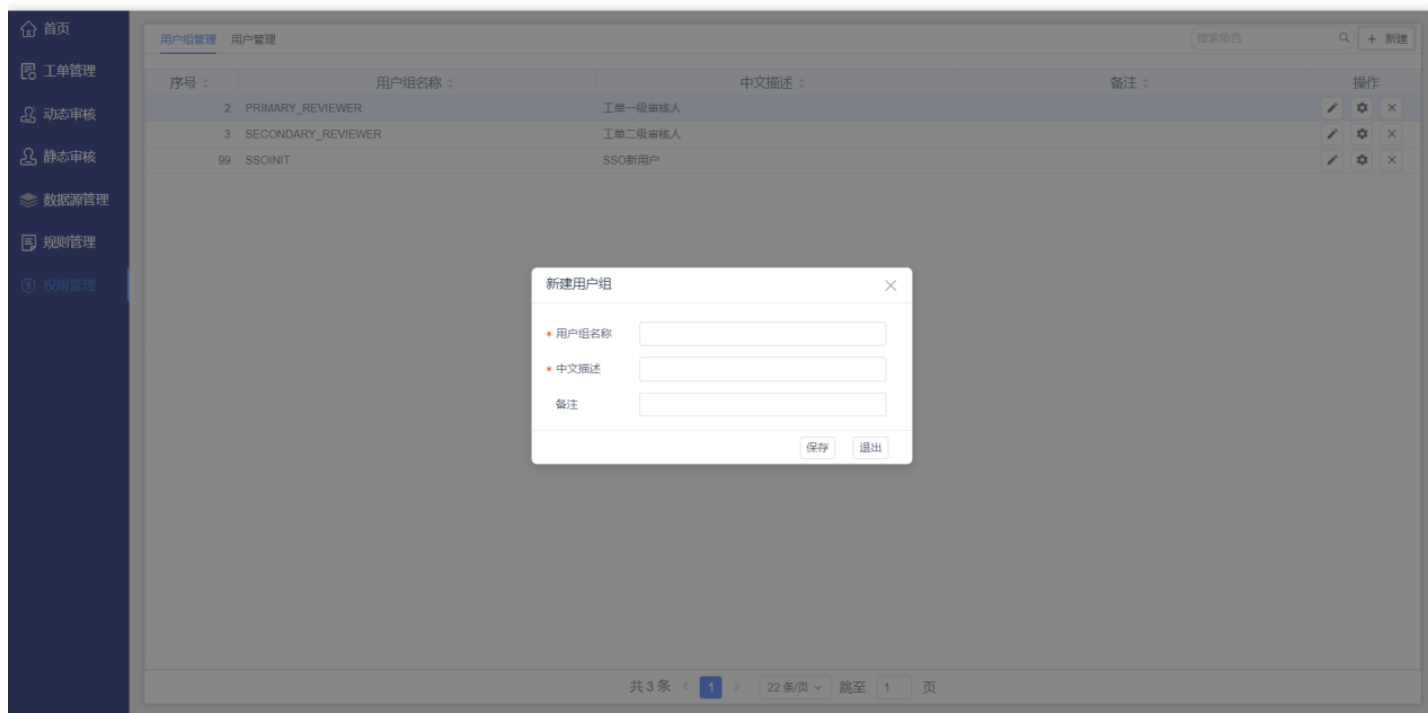 首页
工单管理
动态审核
静态审核
数据源管理
规则管理
权限管理
用户组管理 用户管理 搜索角色 + 新建
序号 用户组名称 中文描述 备注 操作
2 PRIMARY_REVIEWER 工单一级审核人
3 SECONDARY_REVIEWER 工单二级审核人
99 SSOINIT SSO新用户
新建用户组
* 用户组名称
* 中文描述
备注
保存 退出
共 3 条 < 1 > 22 条/页 跳至 1 页